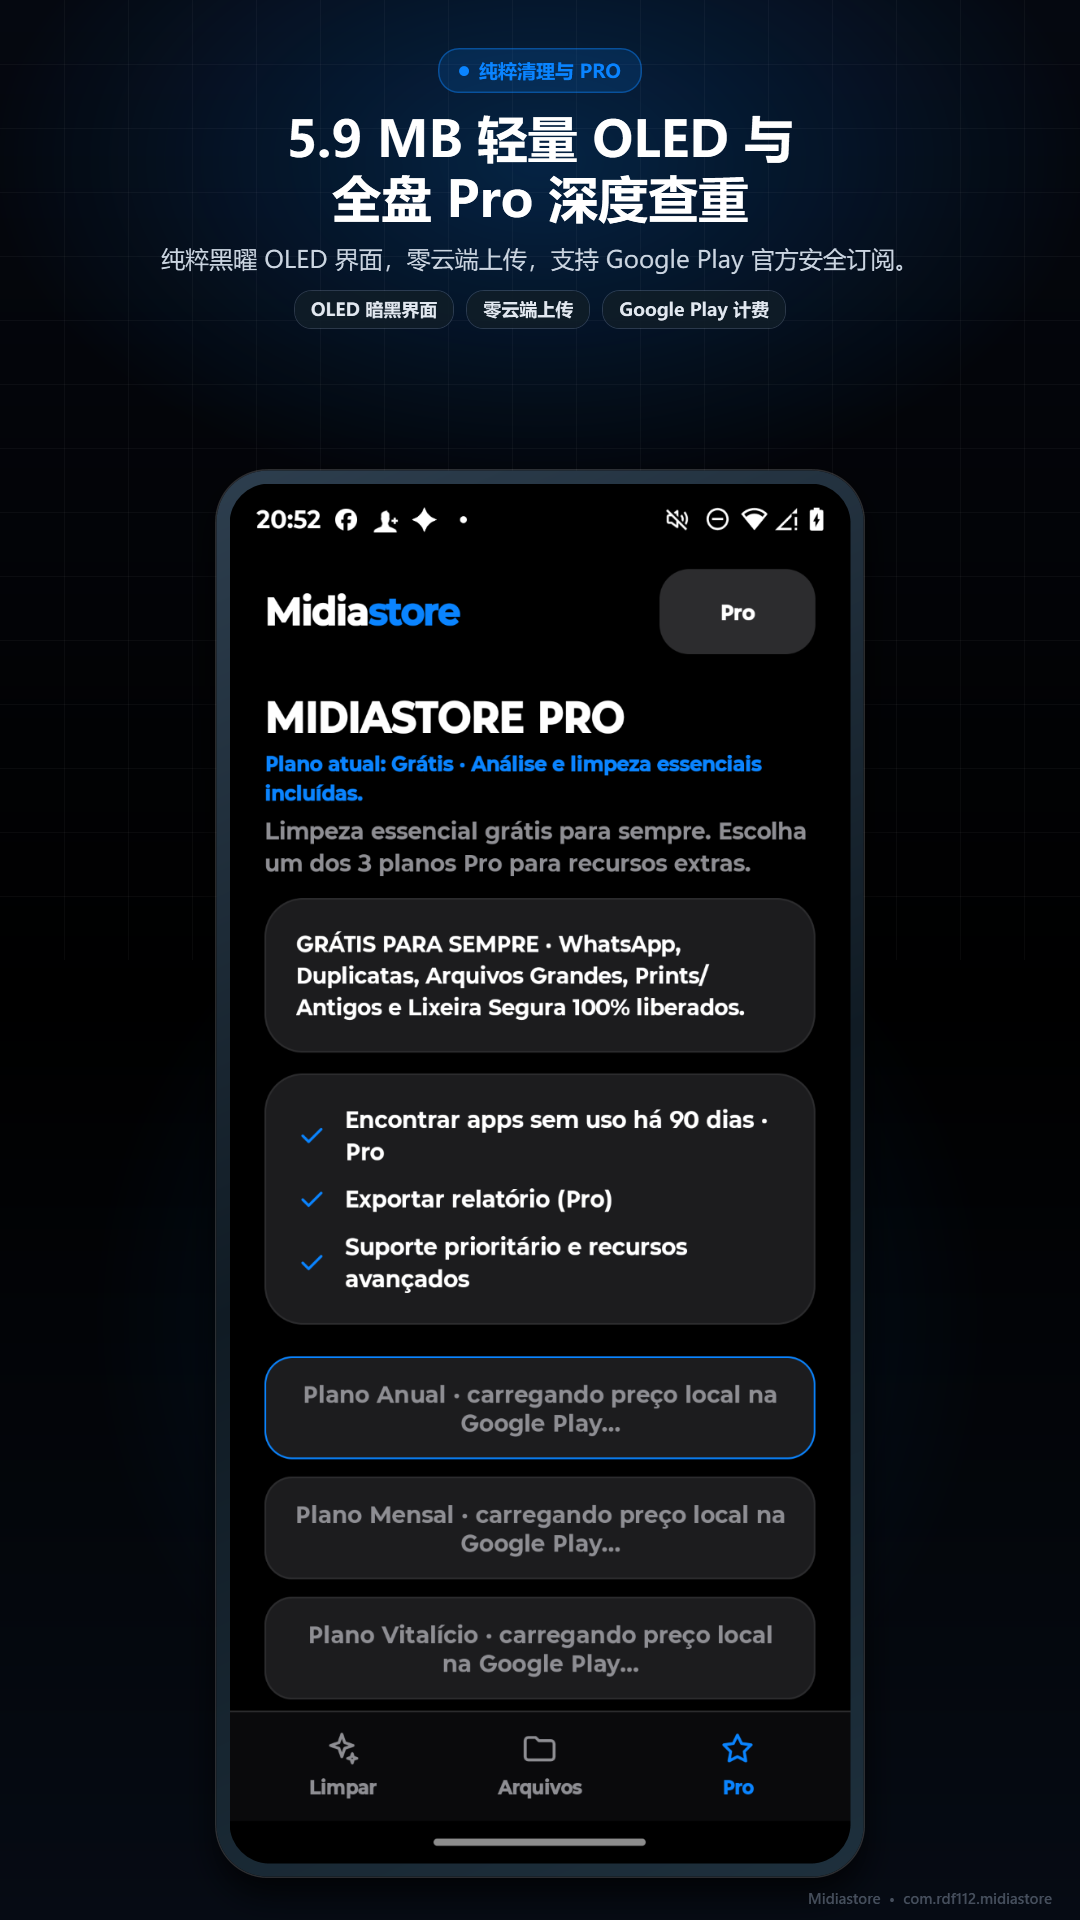 纯粹清理与 PRO
5.9 MB 轻量 OLED 与
全盘 Pro 深度查重
纯粹黑曜 OLED 界面，零云端上传，支持 Google Play 官方安全订阅。
OLED 暗黑界面
零云端上传
Google Play 计费
20:52
Midiastore
Pro
MIDIASTORE PRO
Plano atual: Grátis · Análise e limpeza essenciais
incluídas.
Limpeza essencial grátis para sempre. Escolha
um dos 3 planos Pro para recursos extras.
GRÁTIS PARA SEMPRE · WhatsApp,
Duplicatas, Arquivos Grandes, Prints/
Antigos e Lixeira Segura 100% liberados.
Encontrar apps sem uso há 90 dias ·
Pro
Exportar relatório (Pro)
Suporte prioritário e recursos
avançados
Plano Anual · carregando preço local na
Google Play...
Plano Mensal · carregando preço local na
Google Play...
Plano Vitalício · carregando preço local
na Google Play...
Limpar
Arquivos
Pro
Midiastore • com.rdf112.midiastore